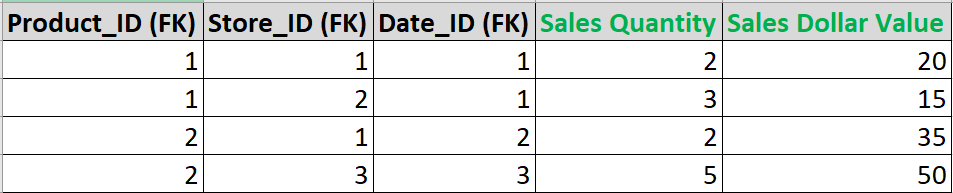 Product_ID (FK) Store_ID (FK) Date_ID (FK) Sales Quantity Sales Dollar Value
1 1 1 2 20
1 2 1 3 15
2 1 2 2 35
2 3 3 5 50